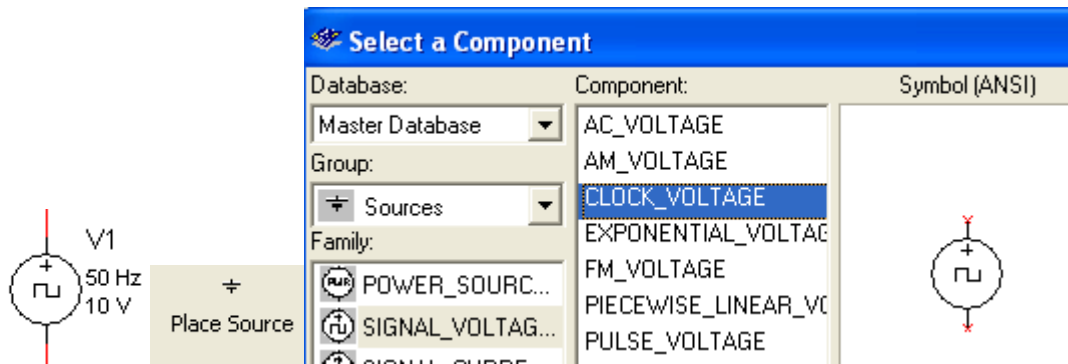 V1
50 Hz
10 V
Place Source
Select a Component
Database:
Master Database
Group:
Sources
Family:
POWER_SOURC...
SIGNAL_VOLTAG...
Component:
AC_VOLTAGE
AM_VOLTAGE
CLOCK_VOLTAGE
EXPONENTIAL_VOLTAG
FM_VOLTAGE
PIECEWISE_LINEAR_VO
PULSE_VOLTAGE
Symbol (ANSI)